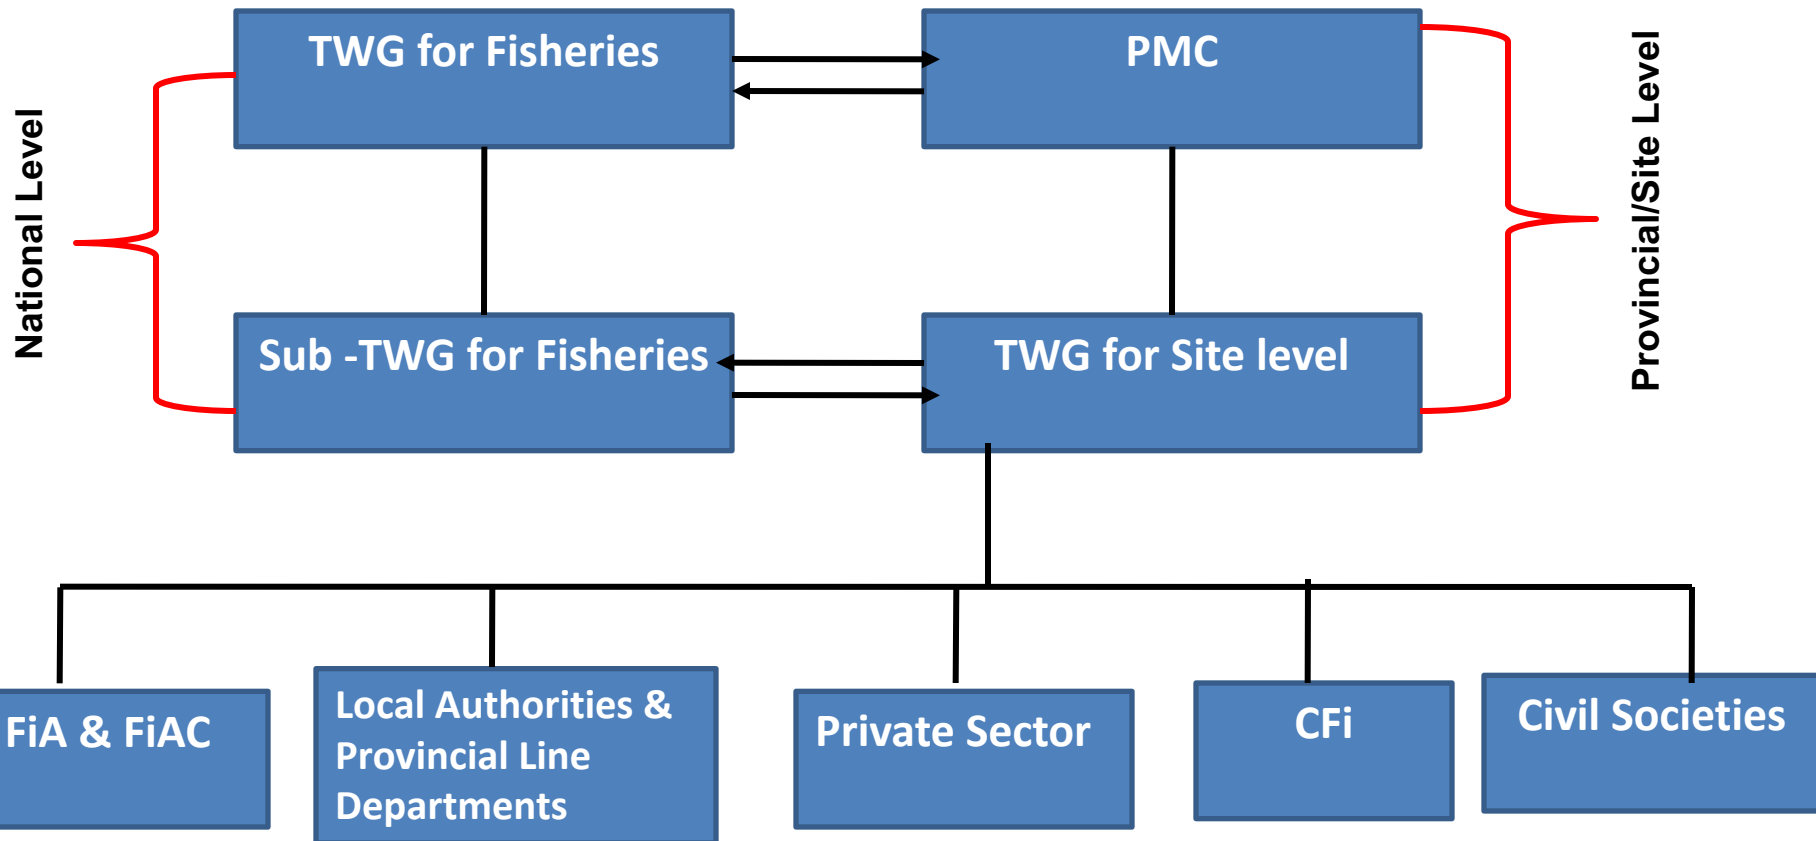 TWG for Fisheries
PMC
National Level
Provincial/Site Level
Sub -TWG for Fisheries
TWG for Site level
FiA & FiAC
Local Authorities &
Provincial Line
Departments
Private Sector
CFi
Civil Societies